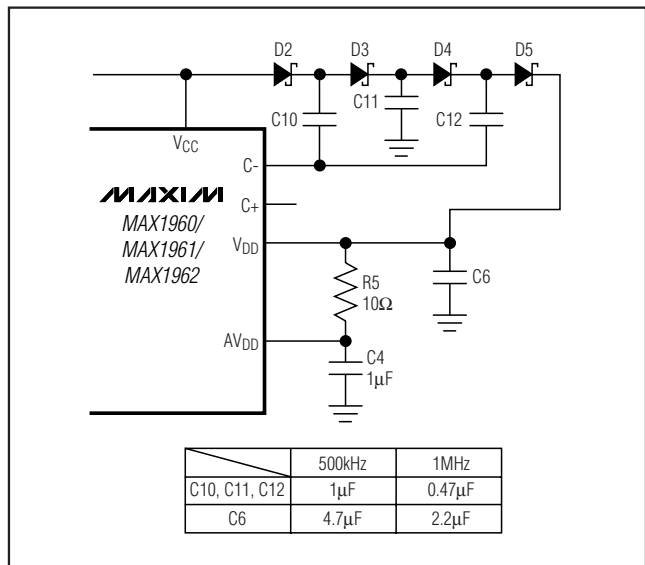 D2 D3 D4 D5
C10 C11 C12
VCC
C-
MAXIM
C+
MAX1960/
MAX1961/
MAX1962
VDD
R5
10Ω
C6
AVDD
C4
1µF
500kHz 1MHz
C10, C11, C12 1µF 0.47µF
C6 4.7µF 2.2µF